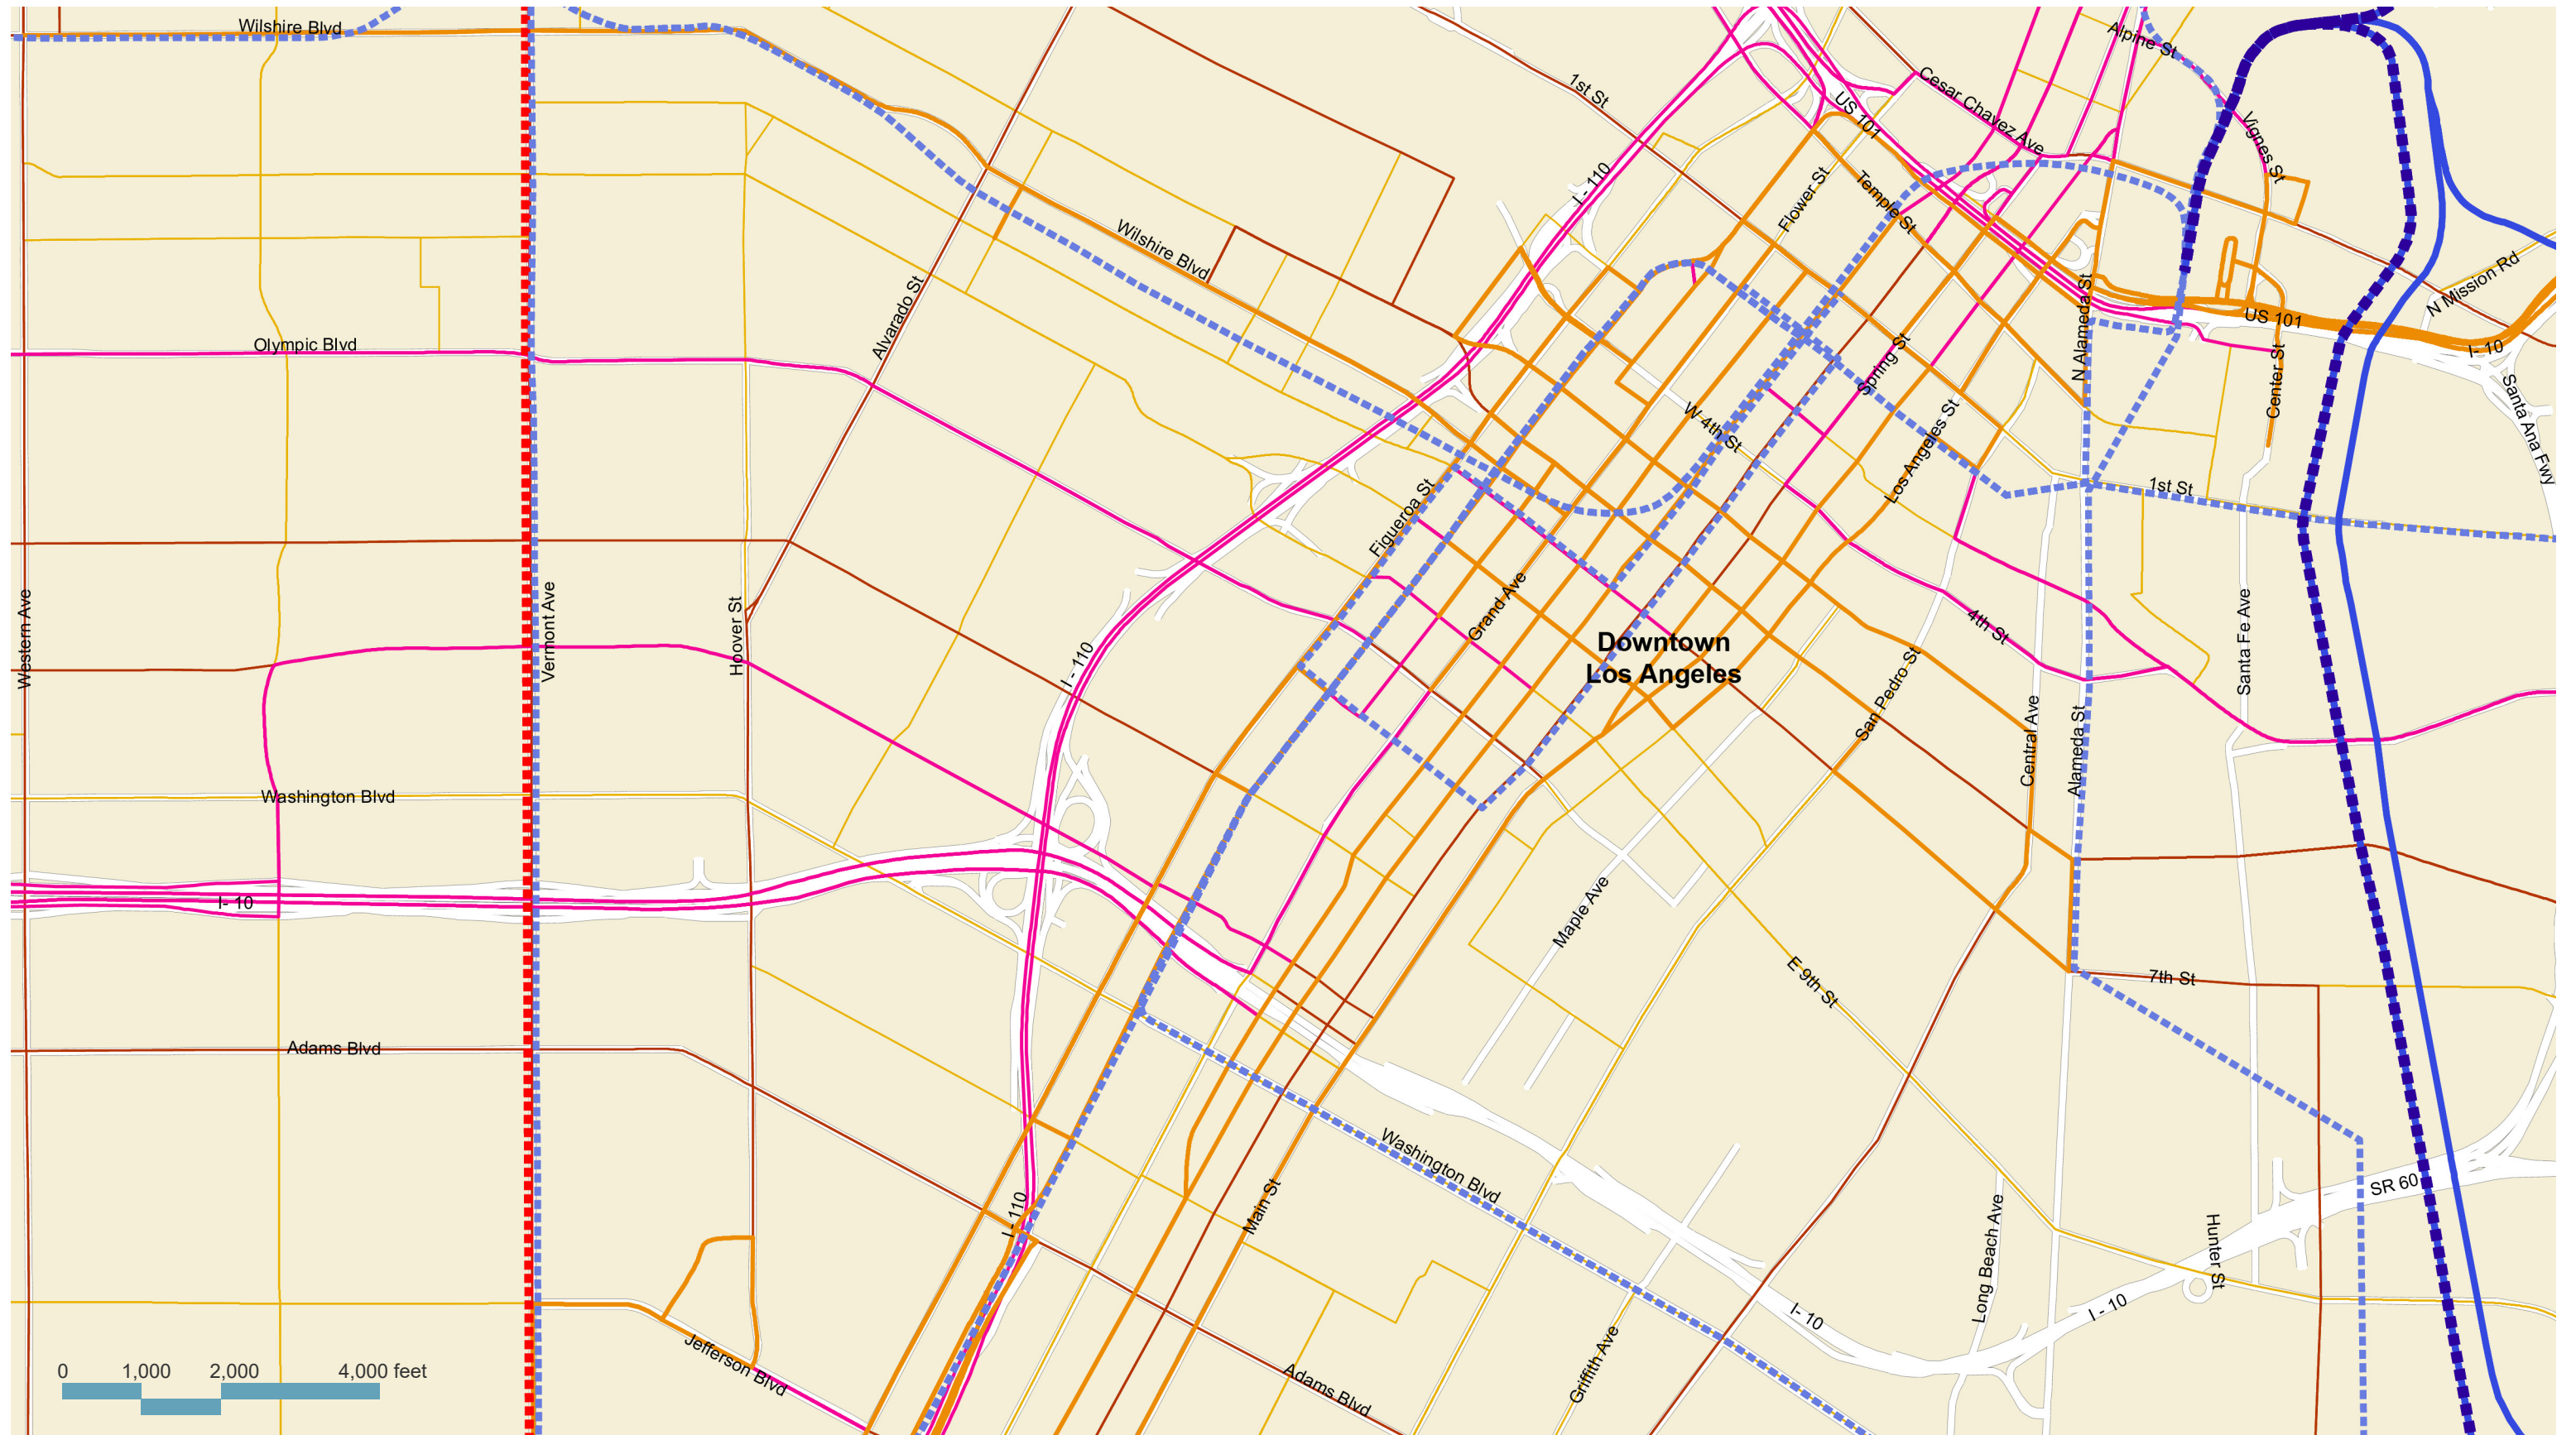 Wilshire Blvd
Alpine St
Cesar Chavez Ave
1st St
US 101
Vignes St
I - 110
Flower St
Temple St
Wilshire Blvd
N Mission Rd
Alvarado St
N Alameda St
US 101
Olympic Blvd
Spring St
I- 10
Center St
Santa Ana Fwy
W 4th St
Los Angeles St
1st St
Figueroa St
Western Ave
Vermont Ave
Hoover St
Grand Ave
I - 110
Downtown
Los Angeles
4th St
Santa Fe Ave
San Pedro St
Central Ave
Alameda St
Washington Blvd
I- 10
Maple Ave
E 9th St
7th St
Adams Blvd
Washington Blvd
I - 110
Main St
SR 60
Long Beach Ave
Hunter St
I- 10
I - 10
Jefferson Blvd
Adams Blvd
Griffith Ave
0 1,000 2,000 4,000 feet